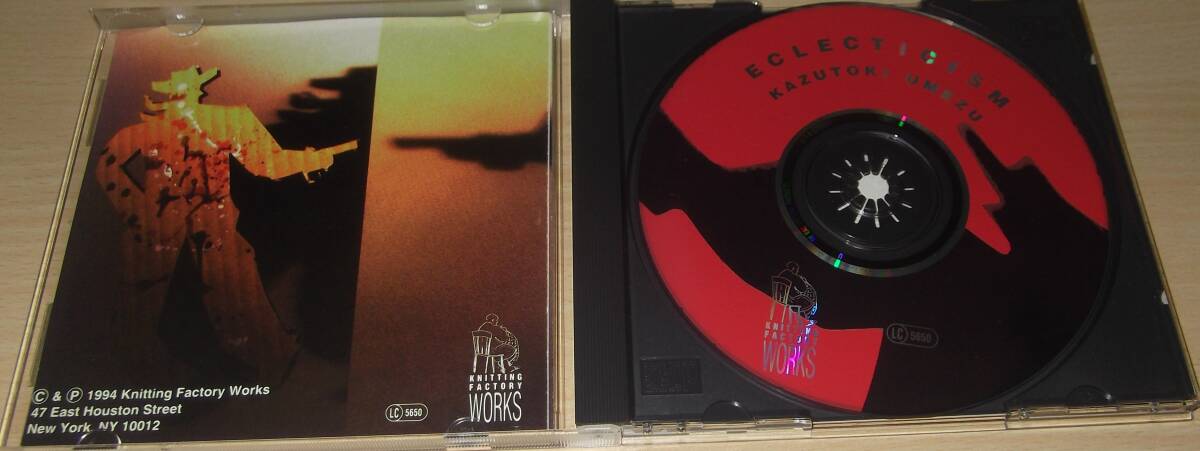 KNITTING
FACTORY
WORKS
© & ℗ 1994 Knitting Factory Works
47 East Houston Street
New York, NY 10012
LC 5650
ECLECTICISM
KAZUTOKI UMEZU
KNITTING
FACTORY
WORKS
LC 5650